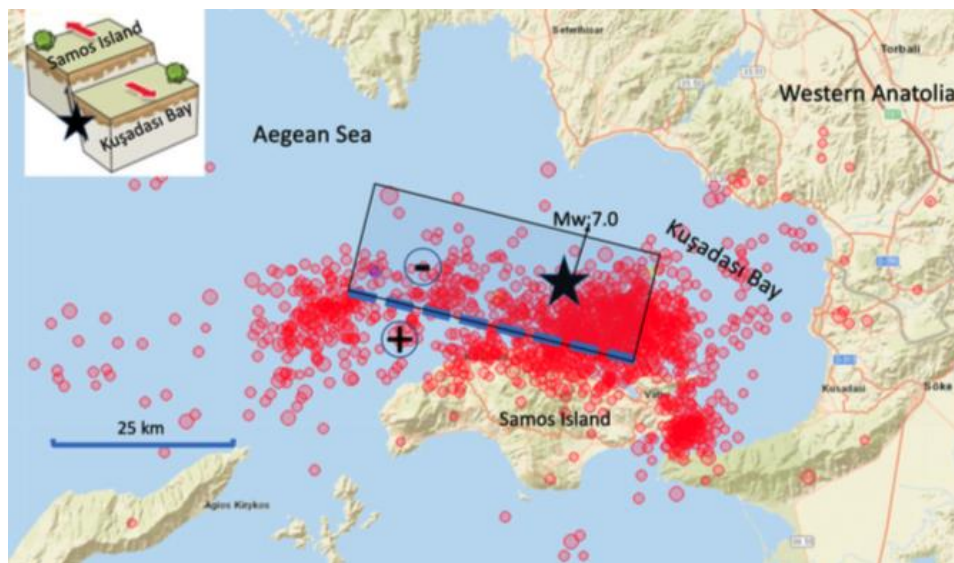 Samos Island
Kuşadası Bay
Seferihisar
Torbali
Western Anatolia
Aegean Sea
Mw;7.0
Kuşadası Bay
-
+
Samos Island
25 km
Kusadasi
Söke
Agios Kirykos